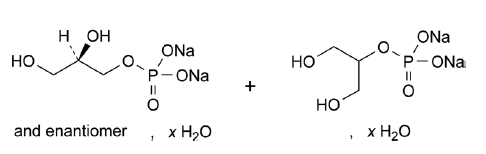 H OH
HO
O
P
ONa
ONa
O
+
HO
HO
O
P
ONa
ONa
O
and enantiomer , x H₂O
, x H₂O